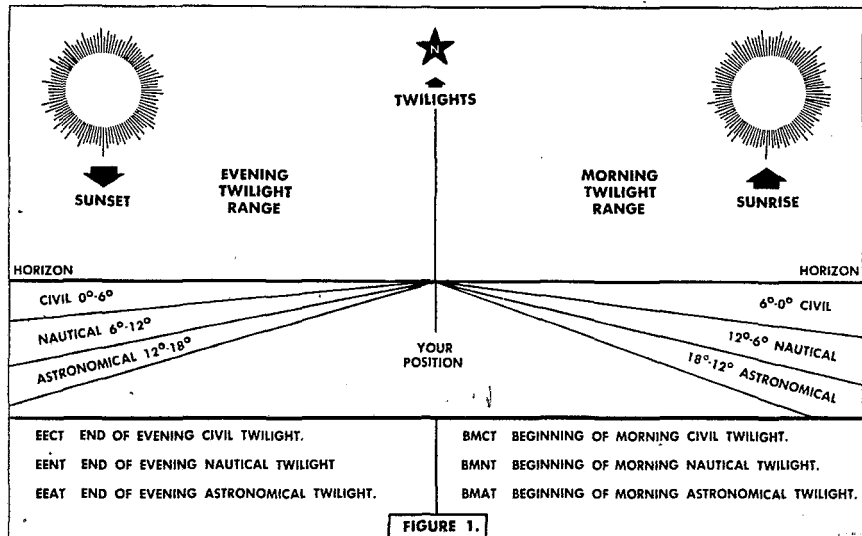 N
TWILIGHTS
SUNSET
EVENING
TWILIGHT
RANGE
MORNING
TWILIGHT
RANGE
SUNRISE
HORIZON
HORIZON
CIVIL 0°-6°
NAUTICAL 6°-12°
ASTRONOMICAL 12°-18°
YOUR
POSITION
6°-0° CIVIL
12°-6° NAUTICAL
18°-12° ASTRONOMICAL
EECT END OF EVENING CIVIL TWILIGHT.
EENT END OF EVENING NAUTICAL TWILIGHT
EEAT END OF EVENING ASTRONOMICAL TWILIGHT.
BMCT BEGINNING OF MORNING CIVIL TWILIGHT.
BMNT BEGINNING OF MORNING NAUTICAL TWILIGHT.
BMAT BEGINNING OF MORNING ASTRONOMICAL TWILIGHT.
FIGURE 1.